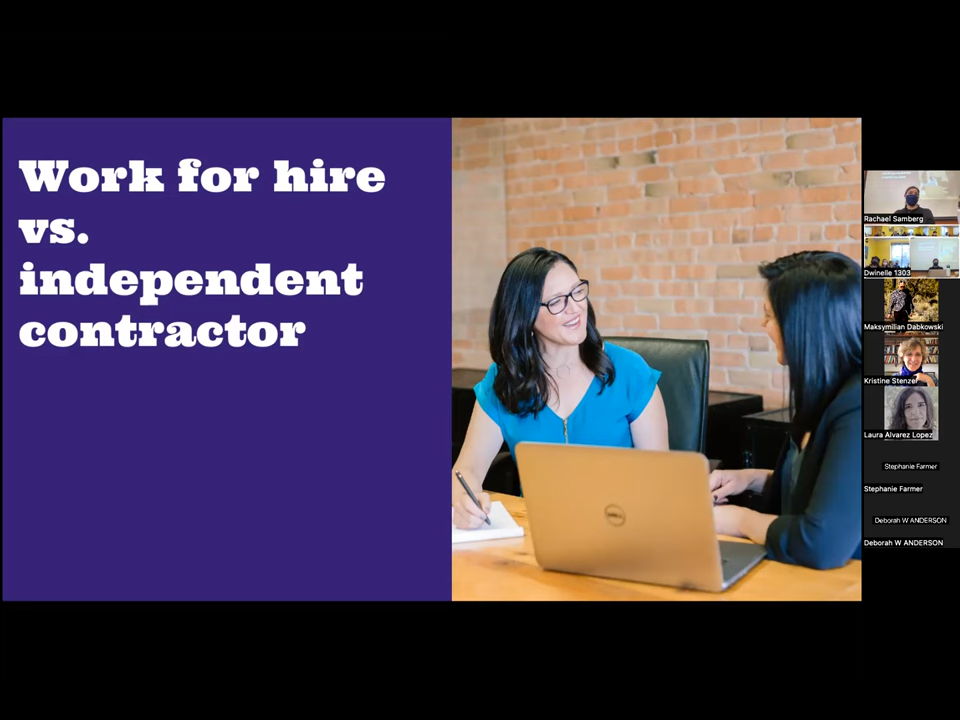 Work for hire
vs.
independent
contractor
DELL
Rachael Samberg
Dwinelle 1303
Maksymilian Dabkowski
Kristine Stenzel
Laura Alvarez Lopez
Stephanie Farmer
Stephanie Farmer
Deborah W ANDERSON
Deborah W ANDERSON